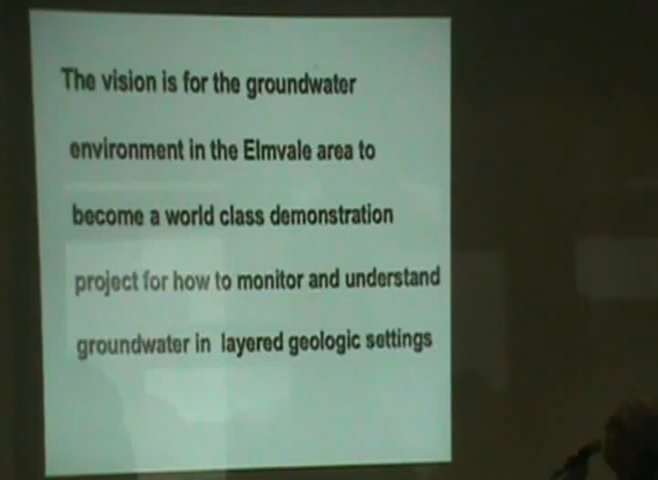 The vision is for the groundwater
environment in the Elmvale area to
become a world class demonstration
project for how to monitor and understand
groundwater in layered geologic settings